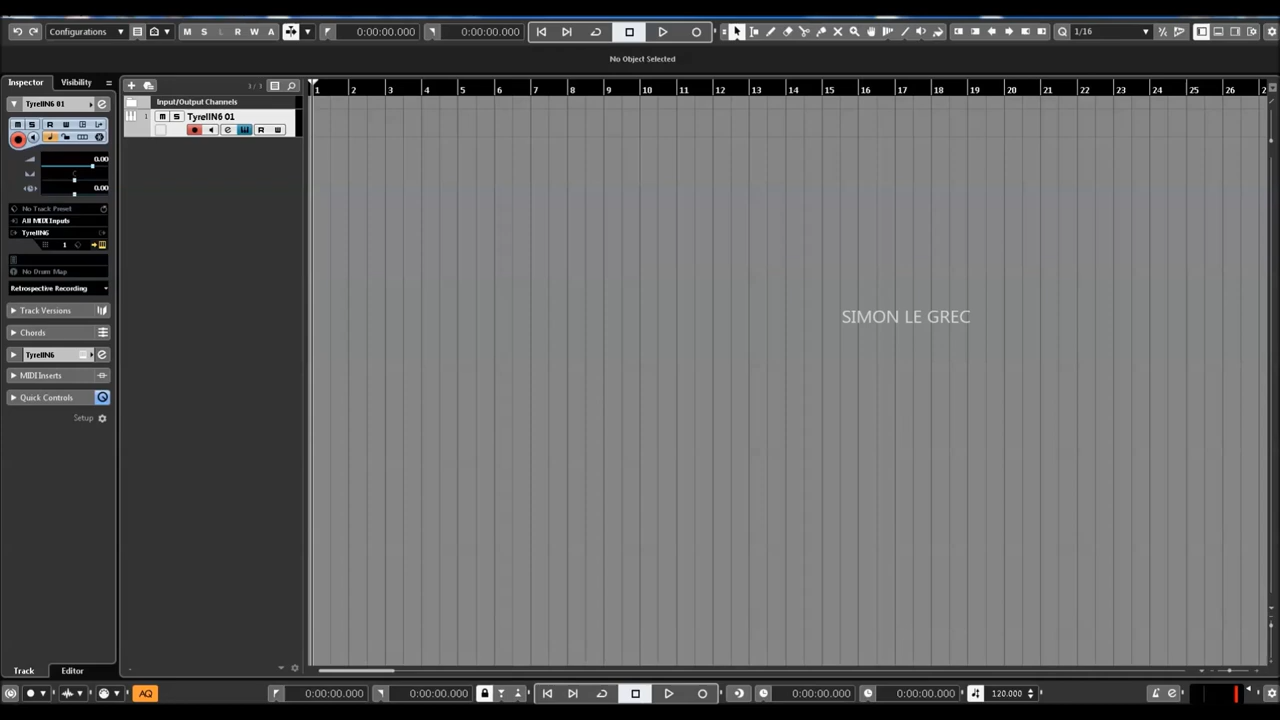 Configurations
M S L R W A
0:00:00.000
0:00:00.000
1/16
No Object Selected
Inspector
Visibility
3 / 3
1 2 3 4 5 6 7 8 9 10 11 12 13 14 15 16 17 18 19 20 21 22 23 24 25 26 2
TyrellN6 01
Input/Output Channels
1 M S TyrellN6 01
R W
M S R W
0.00
C
0.00
No Track Preset
All MIDI Inputs
TyrellN6
1
No Drum Map
Retrospective Recording
Track Versions
Chords
SIMON LE GREC
TyrellN6
MIDI Inserts
Quick Controls
Setup
Track
Editor
AQ
0:00:00.000
0:00:00.000
0:00:00.000
0:00:00.000
120.000